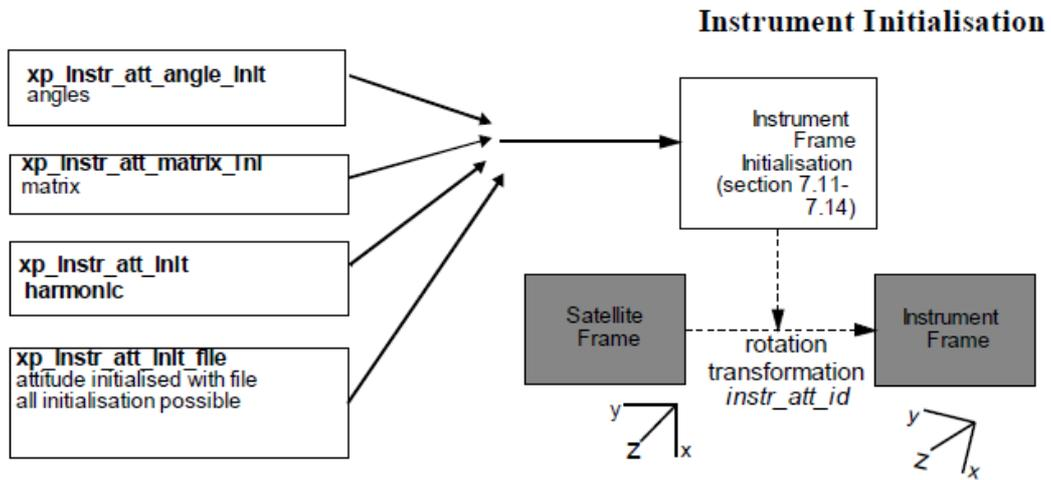 Instrument Initialisation
xp_instr_att_angle_init
angles
xp_instr_att_matrix_ini
matrix
xp_instr_att_init
harmonic
xp_instr_att_init_file
attitude initialised with file
all initialisation possible
Instrument
Frame
Initialisation
(section 7.11-
7.14)
Satellite
Frame
rotation
transformation
instr_att_id
Instrument
Frame
y
z
x
y
z
x